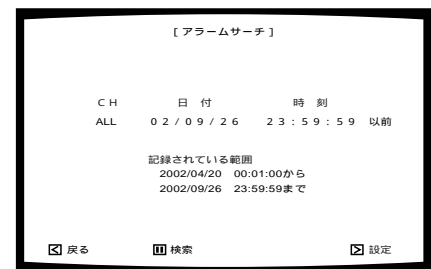 [アラームサーチ]
CH 日付 時刻
ALL 02/09/26 23:59:59 以前
記録されている範囲
2002/04/20 00:01:00から
2002/09/26 23:59:59まで
戻る 検索 設定